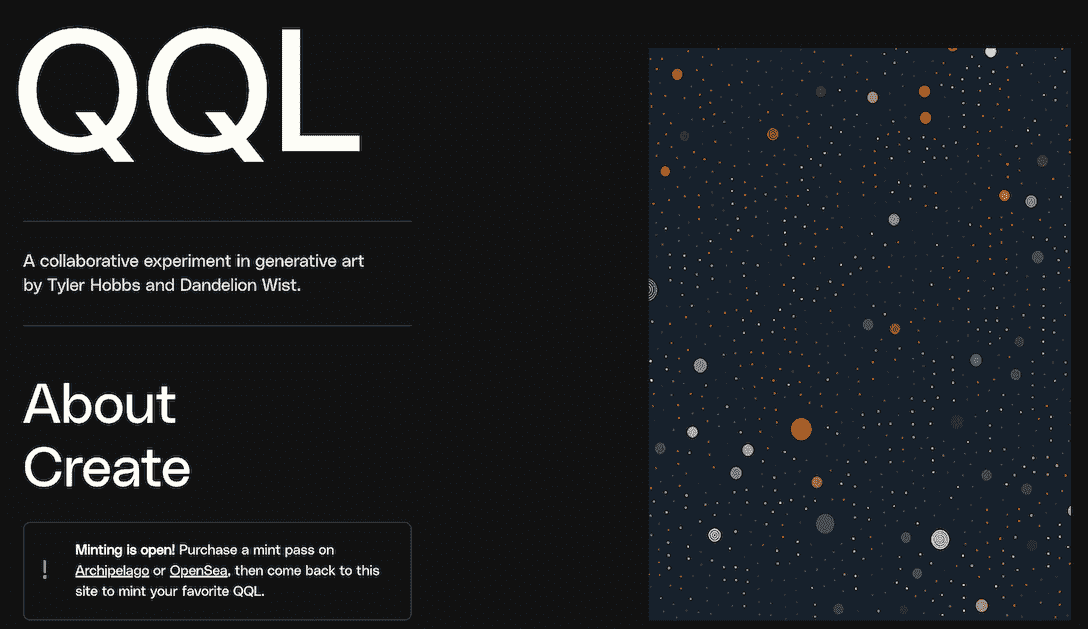 QQL
A collaborative experiment in generative art
by Tyler Hobbs and Dandelion Wist.
About
Create
! Minting is open! Purchase a mint pass on
Archipelago or OpenSea, then come back to this
site to mint your favorite QQL.